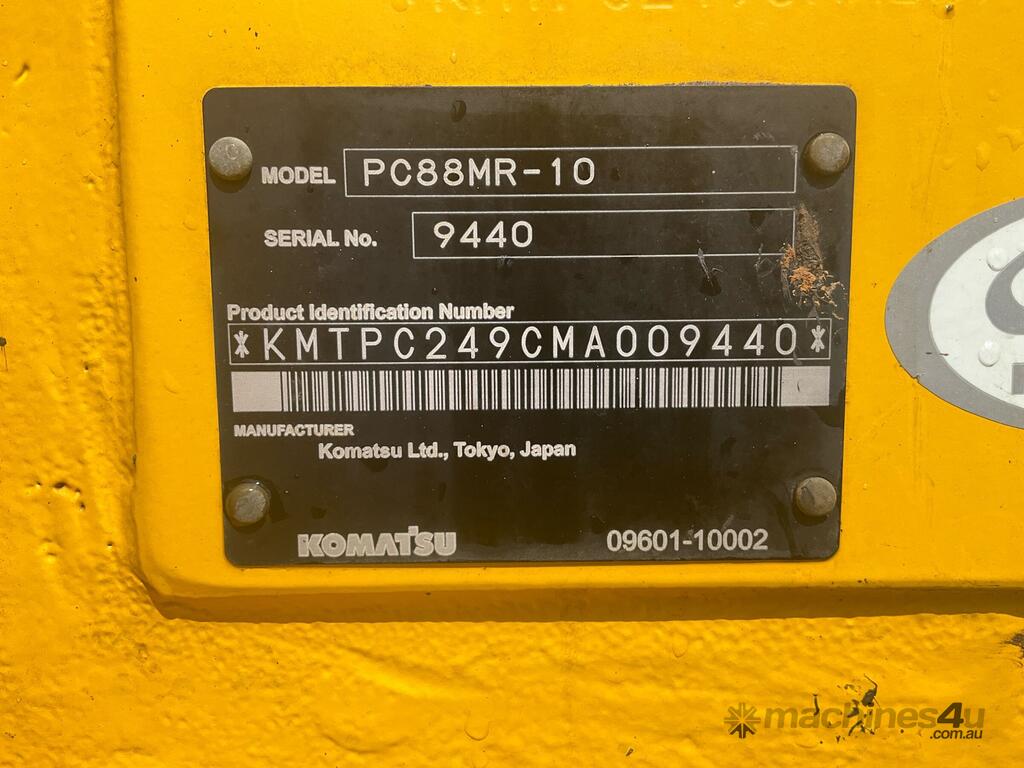 MODEL PC88MR-10
SERIAL No. 9440
Product Identification Number
*KMTPC249CMA009440*
MANUFACTURER
Komatsu Ltd., Tokyo, Japan
KOMATSU 09601-10002
machines4u
.com.au